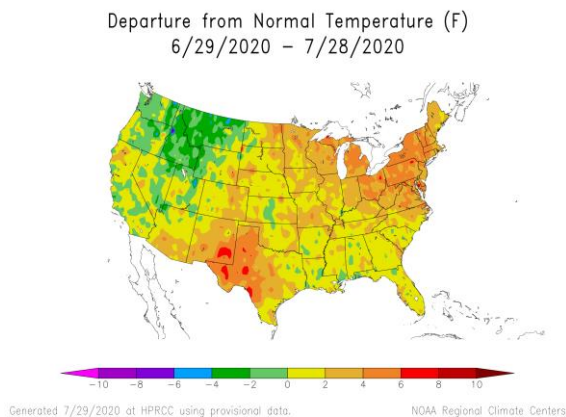 Departure from Normal Temperature (F)
6/29/2020 – 7/28/2020
-10 -8 -6 -4 -2 0 2 4 6 8 10
Generated 7/29/2020 at HPRCC using provisional data.
NOAA Regional Climate Centers